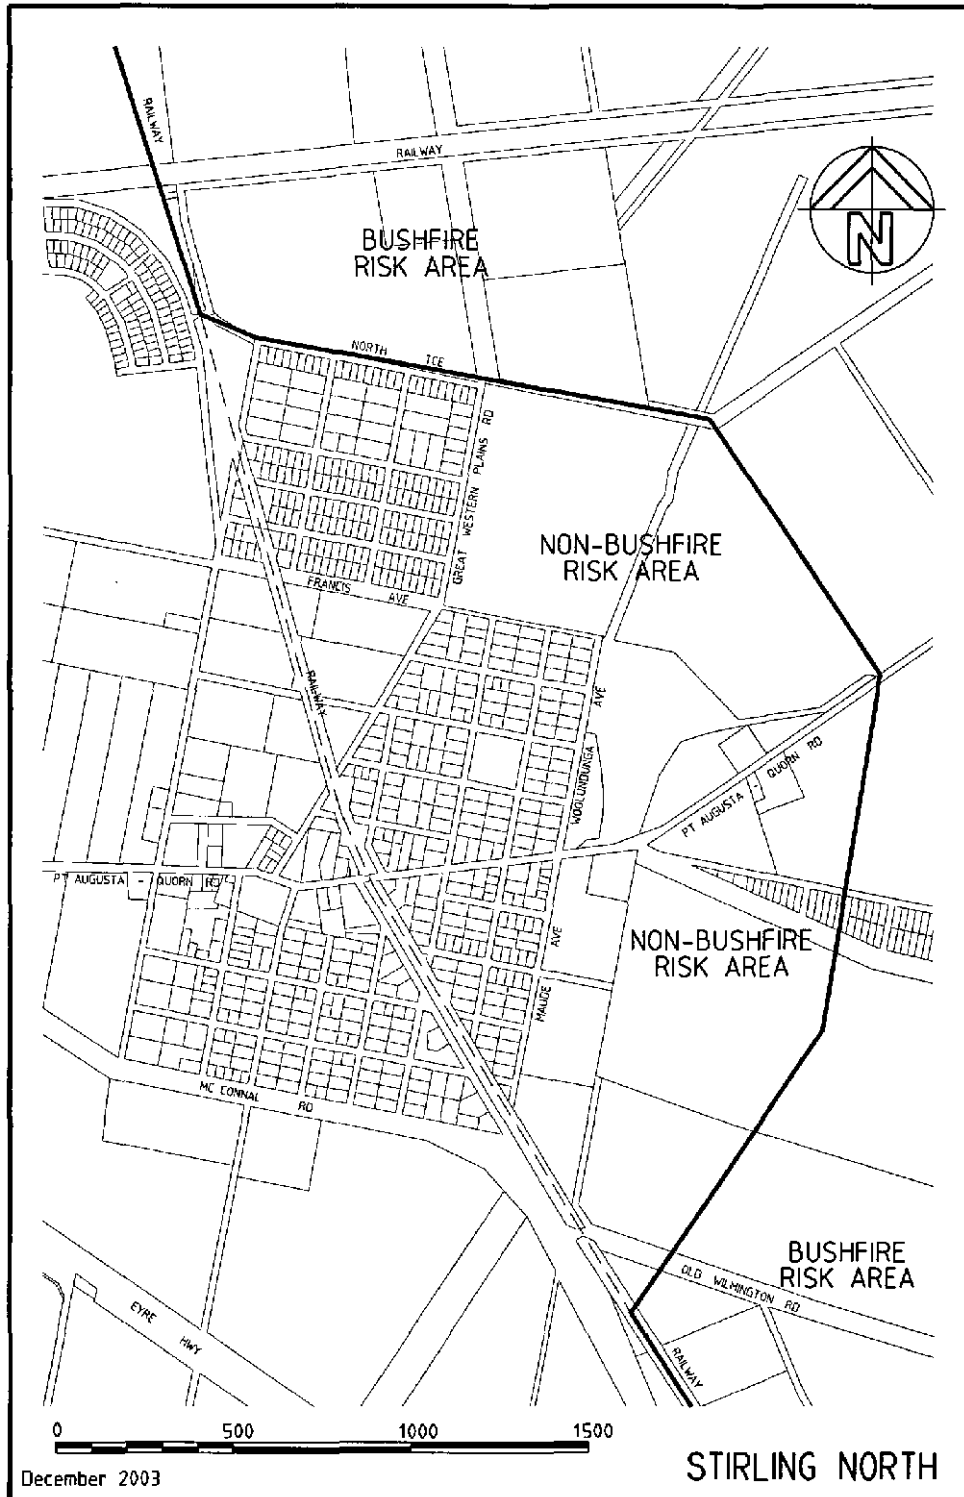 RAILWAY
RAILWAY
N
BUSHFIRE
RISK AREA
NORTH TCE
GREAT WESTERN PLAINS RD
NON-BUSHFIRE
RISK AREA
FRANCIS AVE
RAILWAY
AVE
WOOLUNDUNGA
PT AUGUSTA - QUORN RD
PT AUGUSTA - QUORN RD
NON-BUSHFIRE
RISK AREA
AVE
MAUDE
MC CONNAL RD
BUSHFIRE
RISK AREA
OLD WILMINGTON RD
EYRE
HWY
RAILWAY
0 500 1000 1500
STIRLING NORTH
December 2003